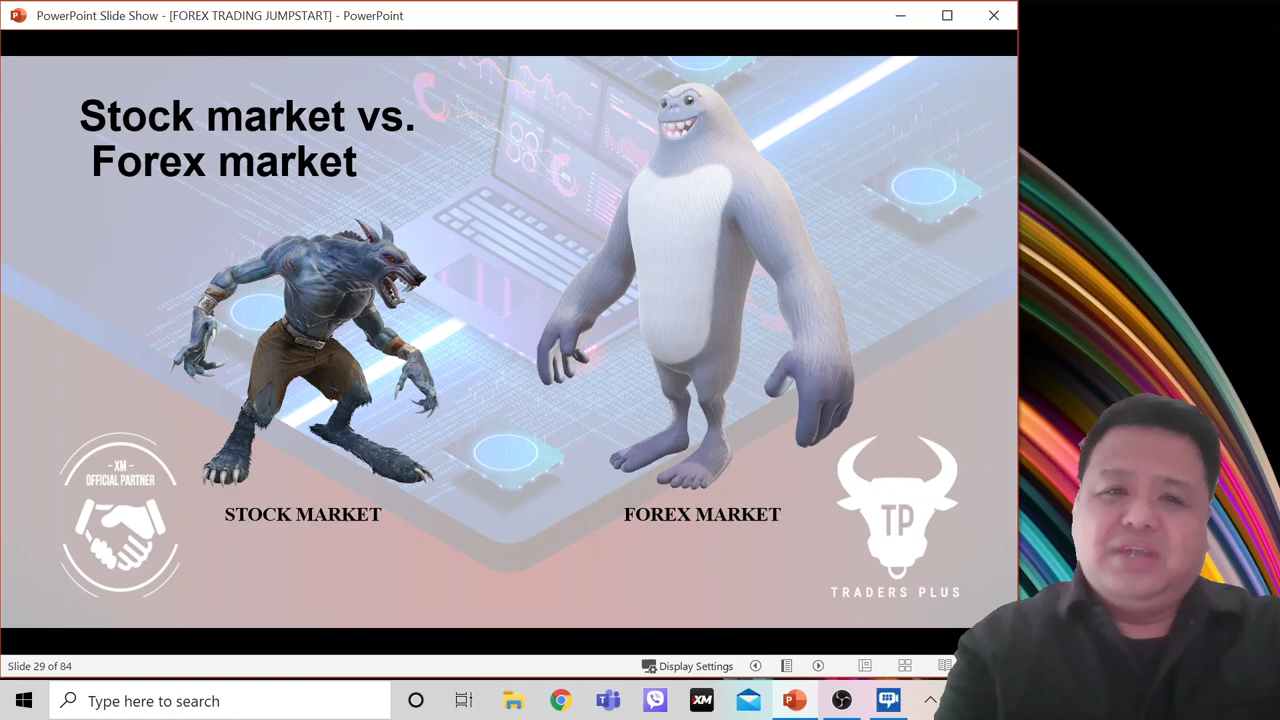 PowerPoint Slide Show - [FOREX TRADING JUMPSTART] - PowerPoint
Stock market vs.
Forex market
- XM -
OFFICIAL PARTNER
STOCK MARKET
FOREX MARKET
TP
TRADERS PLUS
Slide 29 of 84
Display Settings
Type here to search
XM